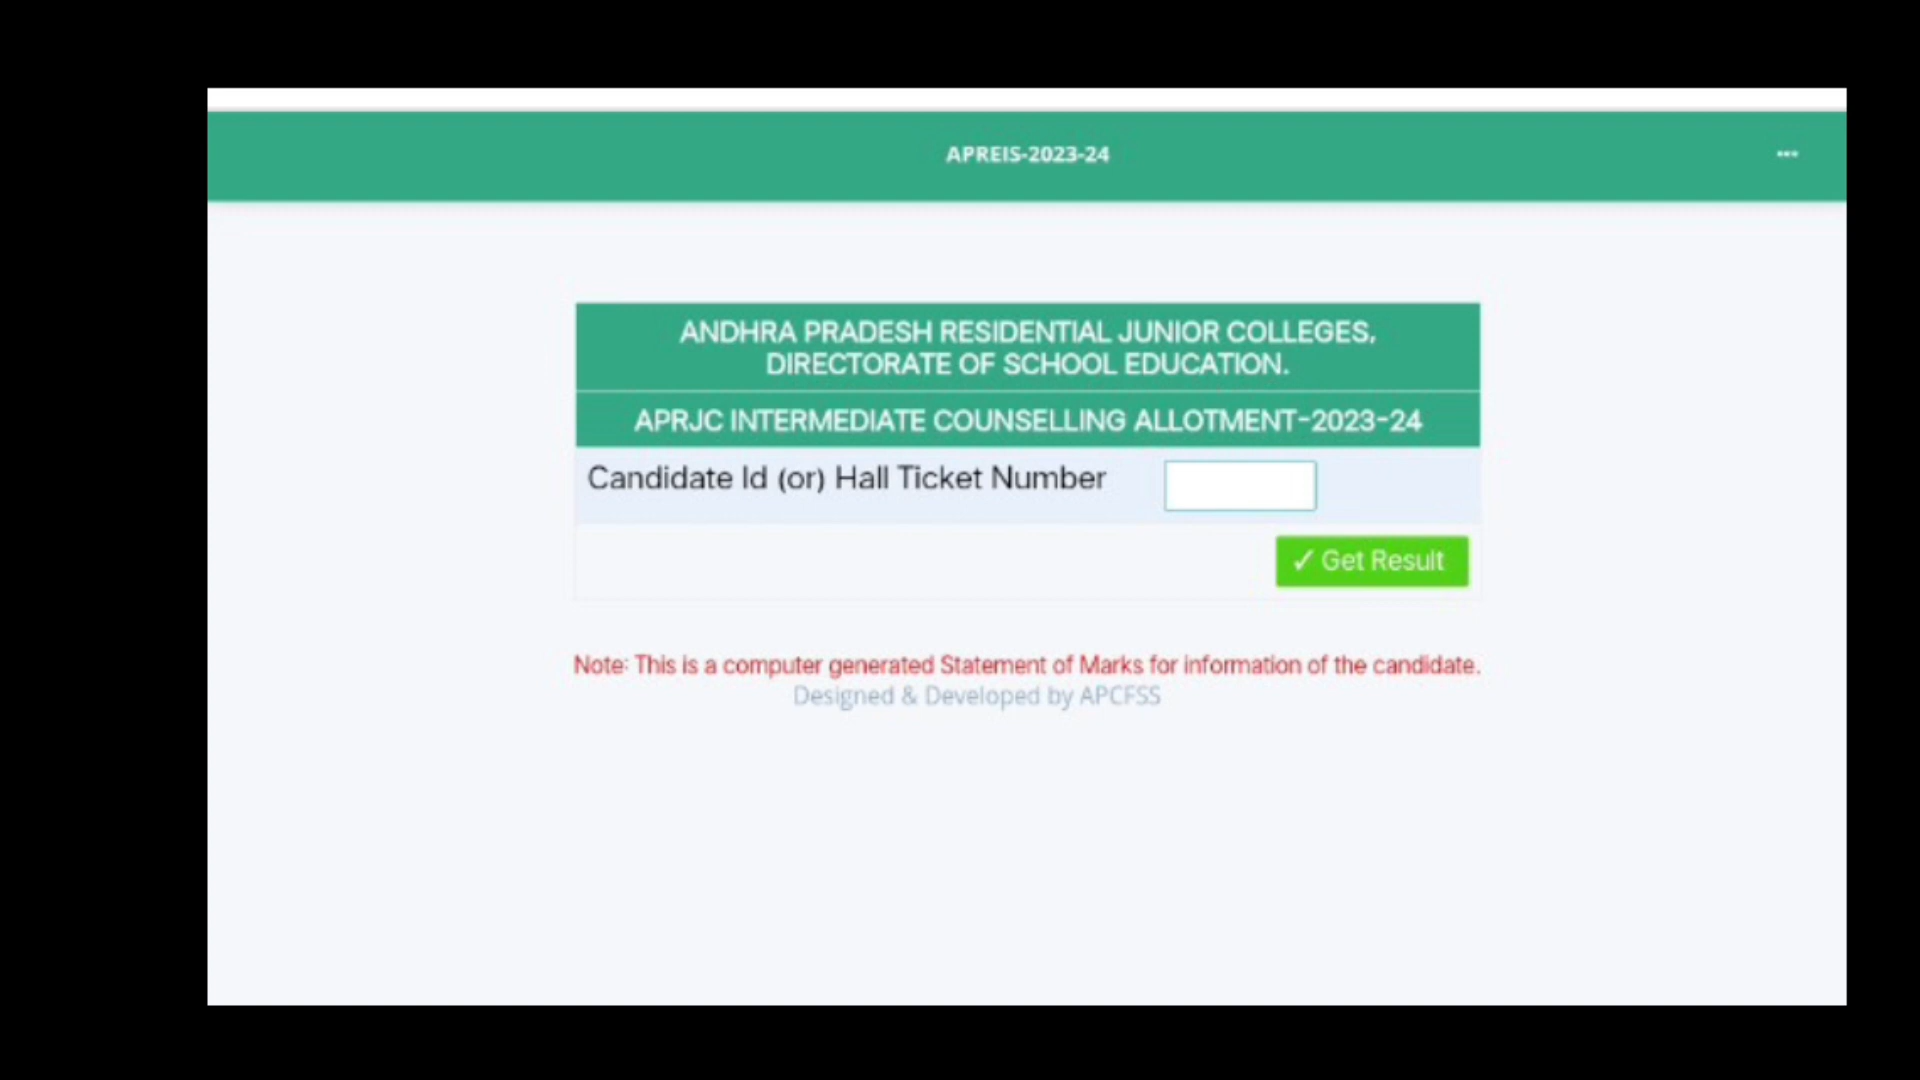 APREIS-2023-24
ANDHRA PRADESH RESIDENTIAL JUNIOR COLLEGES,
DIRECTORATE OF SCHOOL EDUCATION.
APRJC INTERMEDIATE COUNSELLING ALLOTMENT-2023-24
Candidate Id (or) Hall Ticket Number
✓ Get Result
Note: This is a computer generated Statement of Marks for information of the candidate.
Designed & Developed by APCFSS